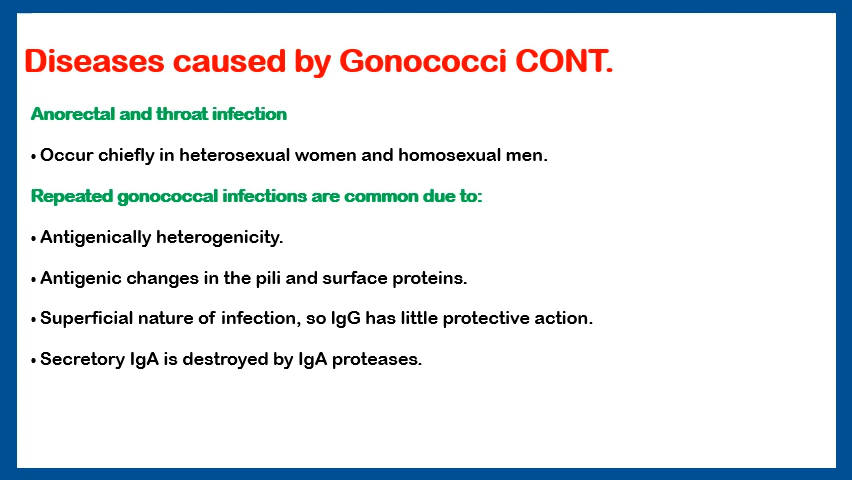 Diseases caused by Gonococci CONT.
Anorectal and throat infection
• Occur chiefly in heterosexual women and homosexual men.
Repeated gonococcal infections are common due to:
• Antigenically heterogenicity.
• Antigenic changes in the pili and surface proteins.
• Superficial nature of infection, so IgG has little protective action.
• Secretory IgA is destroyed by IgA proteases.